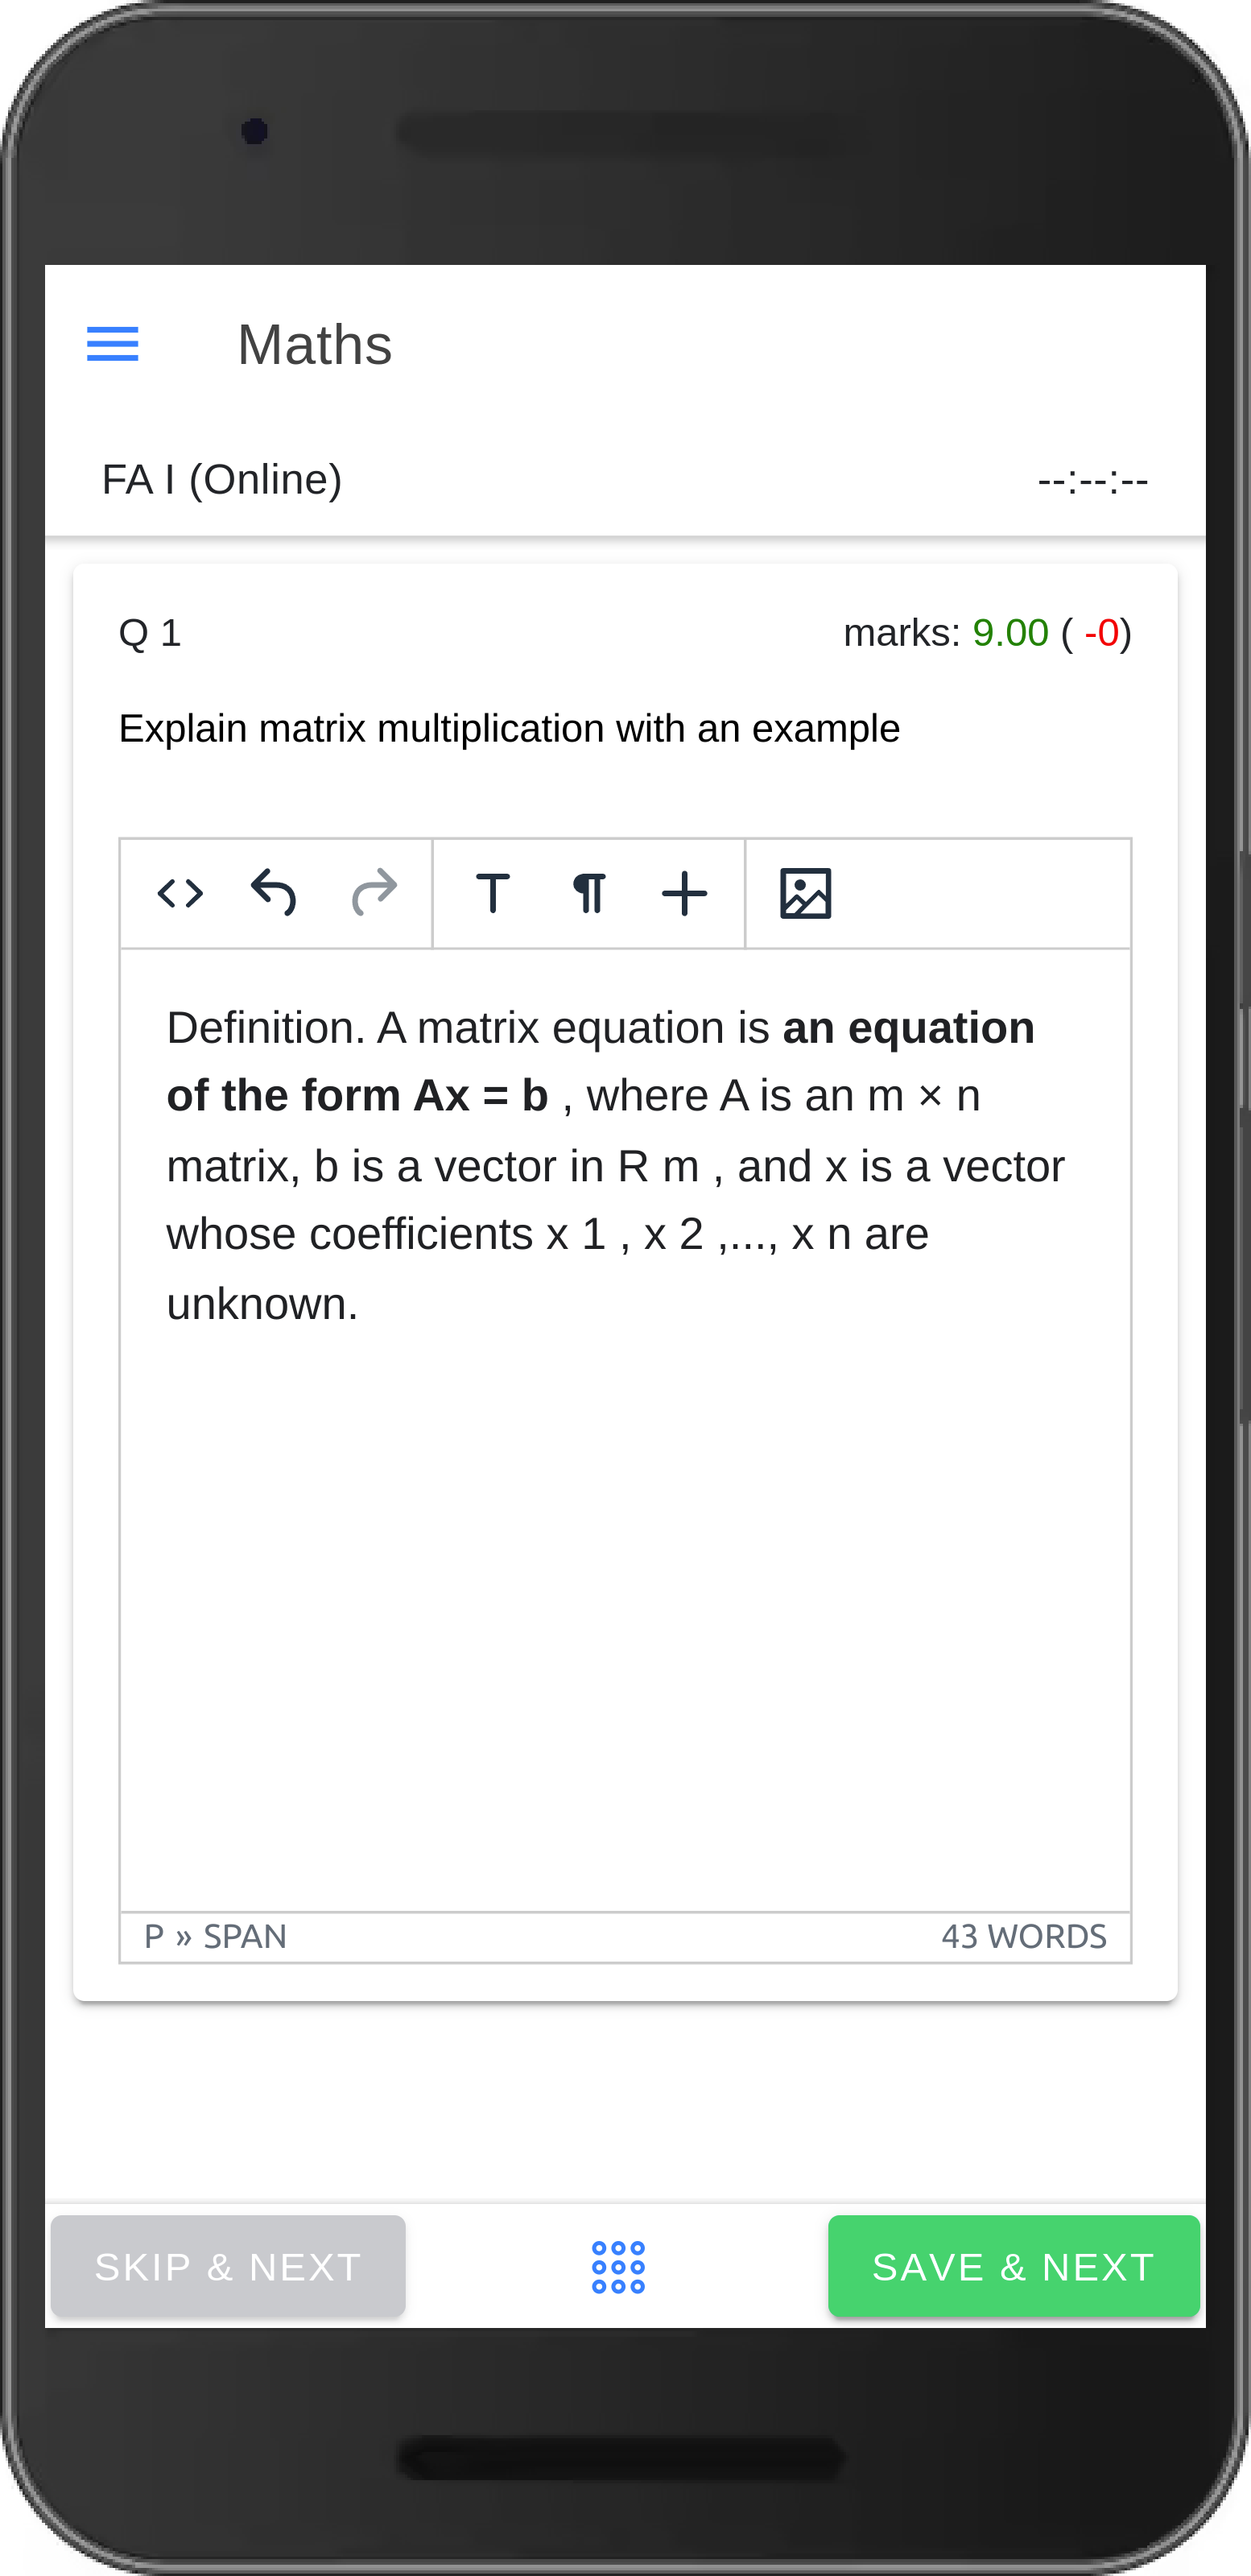 Maths
FA I (Online) --:--:--
Q 1 marks: 9.00 ( -0)
Explain matrix multiplication with an example
T ¶ +
Definition. A matrix equation is an equation
of the form Ax = b , where A is an m × n
matrix, b is a vector in R m , and x is a vector
whose coefficients x 1 , x 2 ,..., x n are
unknown.
P » SPAN 43 WORDS
SKIP & NEXT SAVE & NEXT